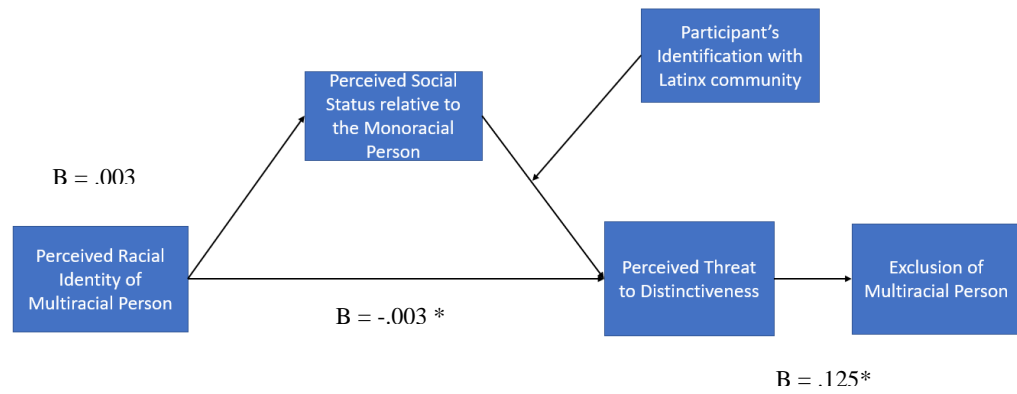 Participant's
Identification with
Latinx community
Perceived Social
Status relative to
the Monoracial
Person
B = .003
Perceived Racial
Identity of
Multiracial Person
Perceived Threat
to Distinctiveness
Exclusion of
Multiracial Person
B = -.003 *
B = .125*